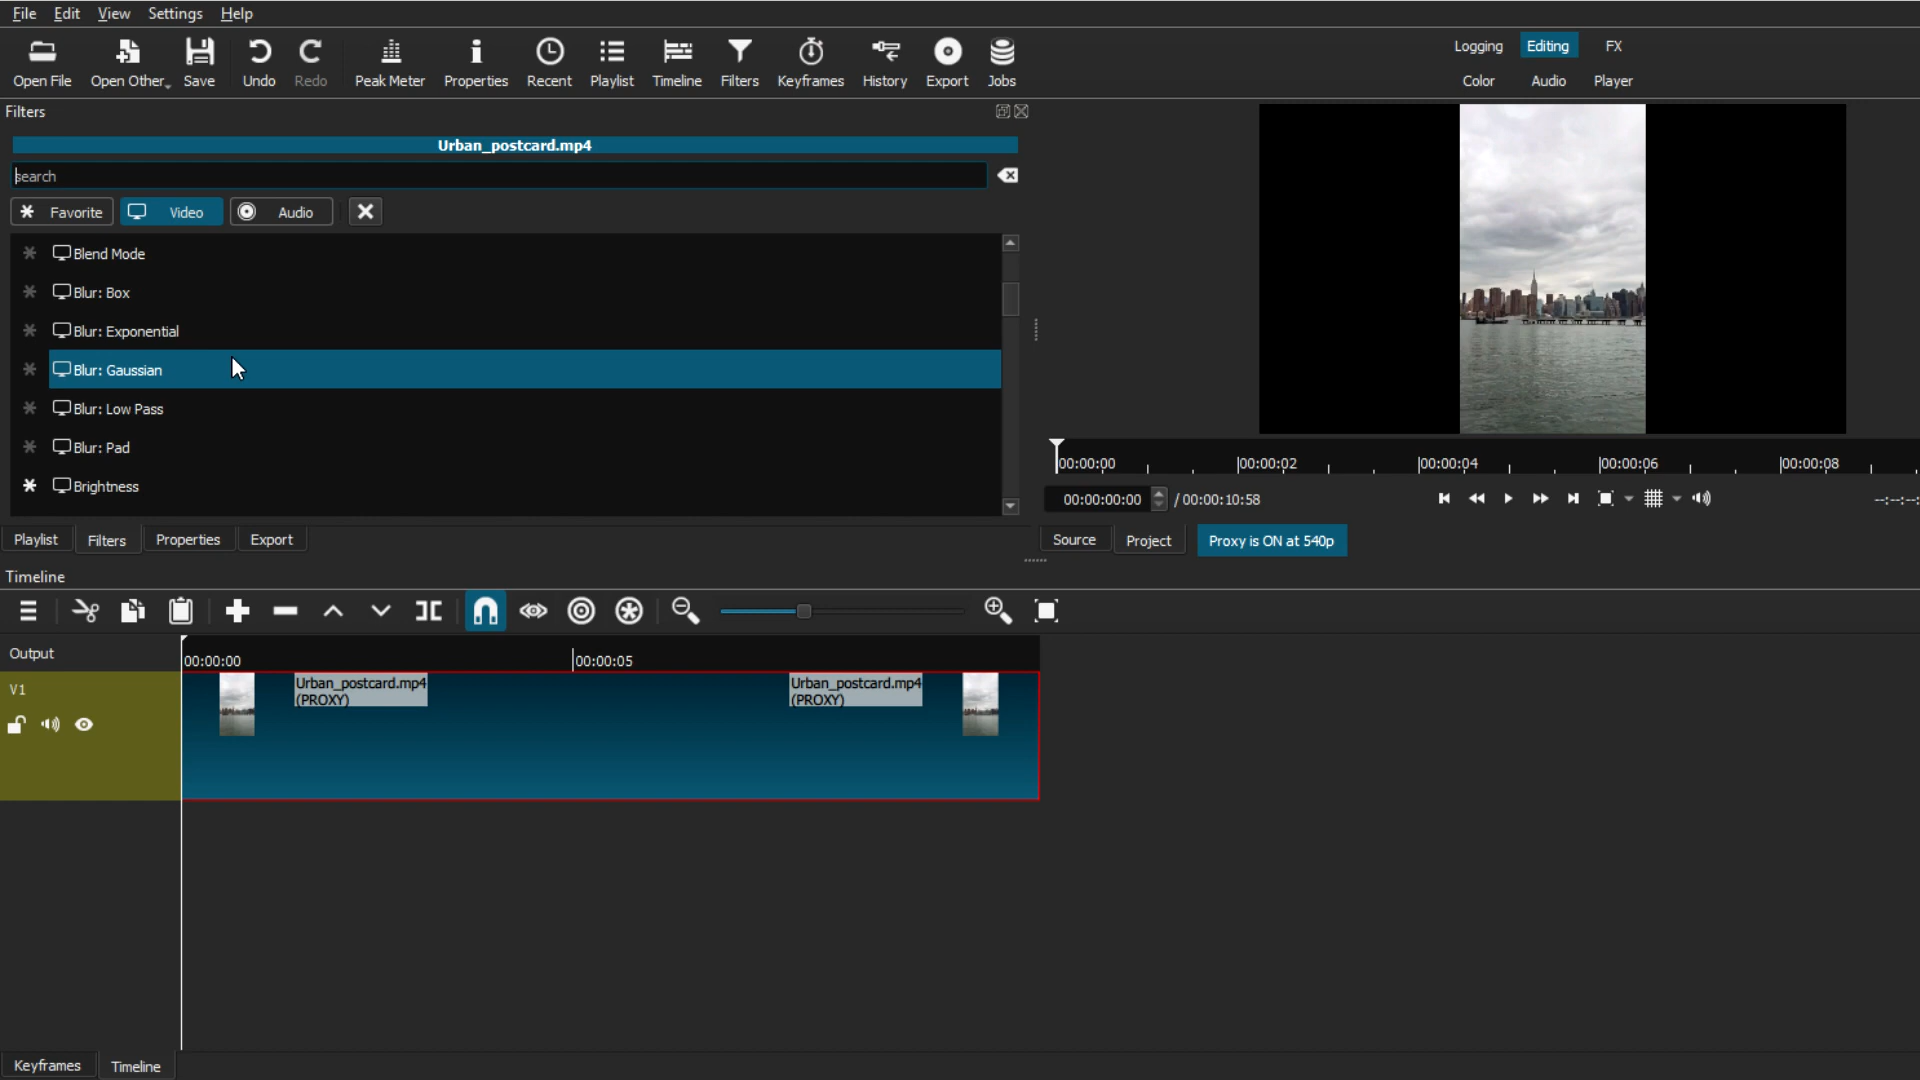 File Edit View Settings Help
Open File Open Other Save Undo Redo Peak Meter Properties Recent Playlist Timeline Filters Keyframes History Export Jobs
Logging Editing FX
Color Audio Player
Filters
Urban_postcard.mp4
search
Favorite Video Audio
Blend Mode
Blur: Box
Blur: Exponential
Blur: Gaussian
Blur: Low Pass
Blur: Pad
Brightness
00:00:00 00:00:02 00:00:04 00:00:06 00:00:08
00:00:00:00 / 00:00:10:58 --:--:--:
Playlist Filters Properties Export
Source Project Proxy is ON at 540p
Timeline
Output
00:00:00 00:00:05
V1
Urban_postcard.mp4 Urban_postcard.mp4
(PROXY) (PROXY)
Keyframes Timeline